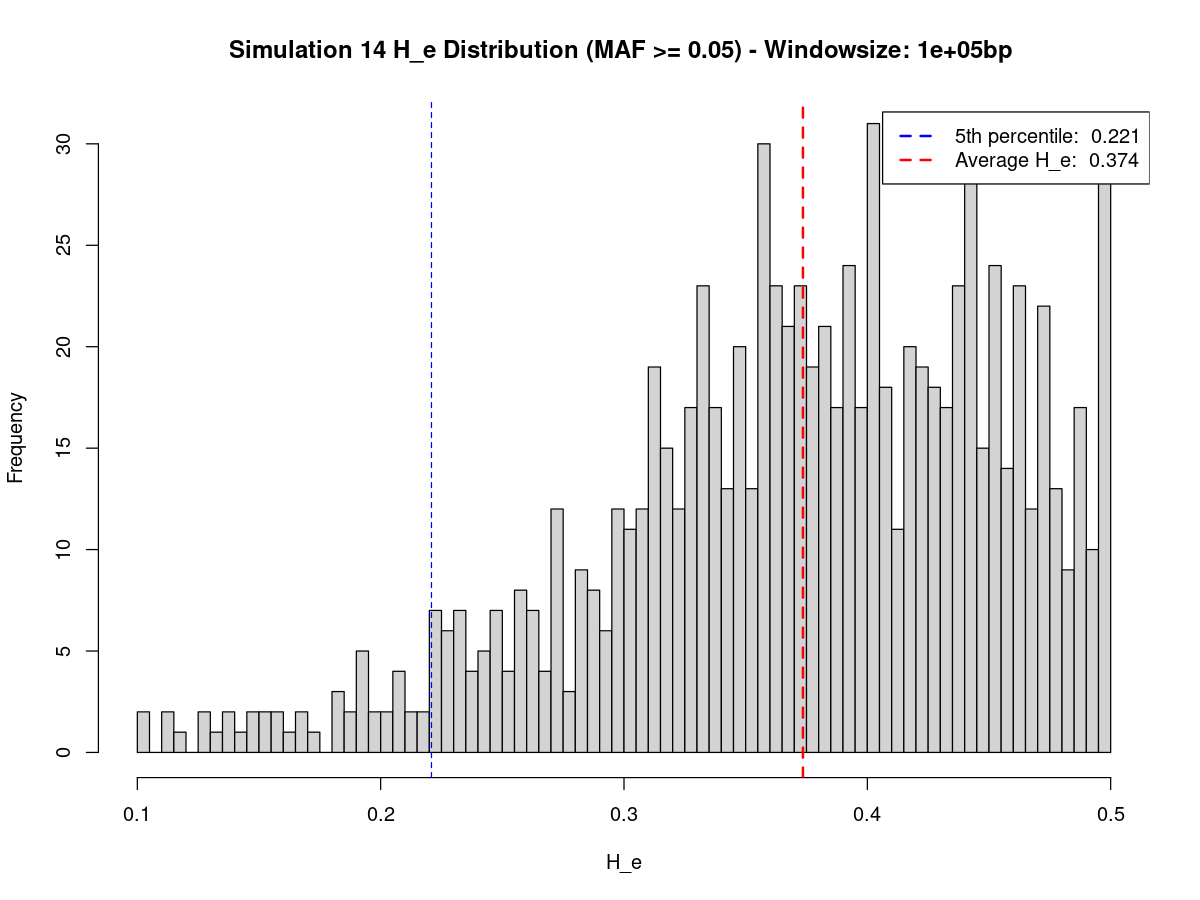 Simulation 14 H_e Distribution (MAF >= 0.05) - Windowsize: 1e+05bp
5th percentile: 0.221
Average H_e: 0.374
Frequency
30
25
20
15
10
5
0
0.1 0.2 0.3 0.4 0.5
H_e